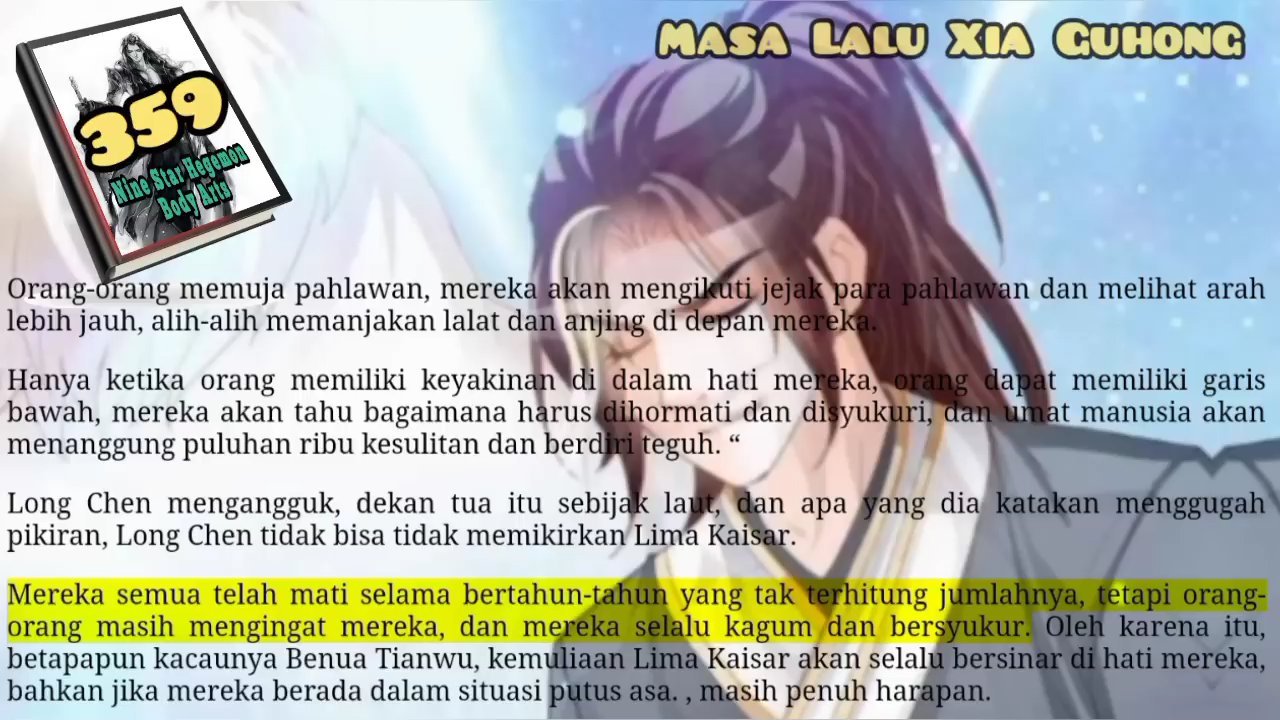 Masa Lalu Xia Guhong
359
Nine Star Hegemon
Body Arts
Orang-orang memuja pahlawan, mereka akan mengikuti jejak para pahlawan dan melihat arah
lebih jauh, alih-alih memanjakan lalat dan anjing di depan mereka.
Hanya ketika orang memiliki keyakinan di dalam hati mereka, orang dapat memiliki garis
bawah, mereka akan tahu bagaimana harus dihormati dan disyukuri, dan umat manusia akan
menanggung puluhan ribu kesulitan dan berdiri teguh. “
Long Chen mengangguk, dekan tua itu sebijak laut, dan apa yang dia katakan menggugah
pikiran, Long Chen tidak bisa tidak memikirkan Lima Kaisar.
Mereka semua telah mati selama bertahun-tahun yang tak terhitung jumlahnya, tetapi orang-
orang masih mengingat mereka, dan mereka selalu kagum dan bersyukur. Oleh karena itu,
betapapun kacaunya Benua Tianwu, kemuliaan Lima Kaisar akan selalu bersinar di hati mereka,
bahkan jika mereka berada dalam situasi putus asa. , masih penuh harapan.